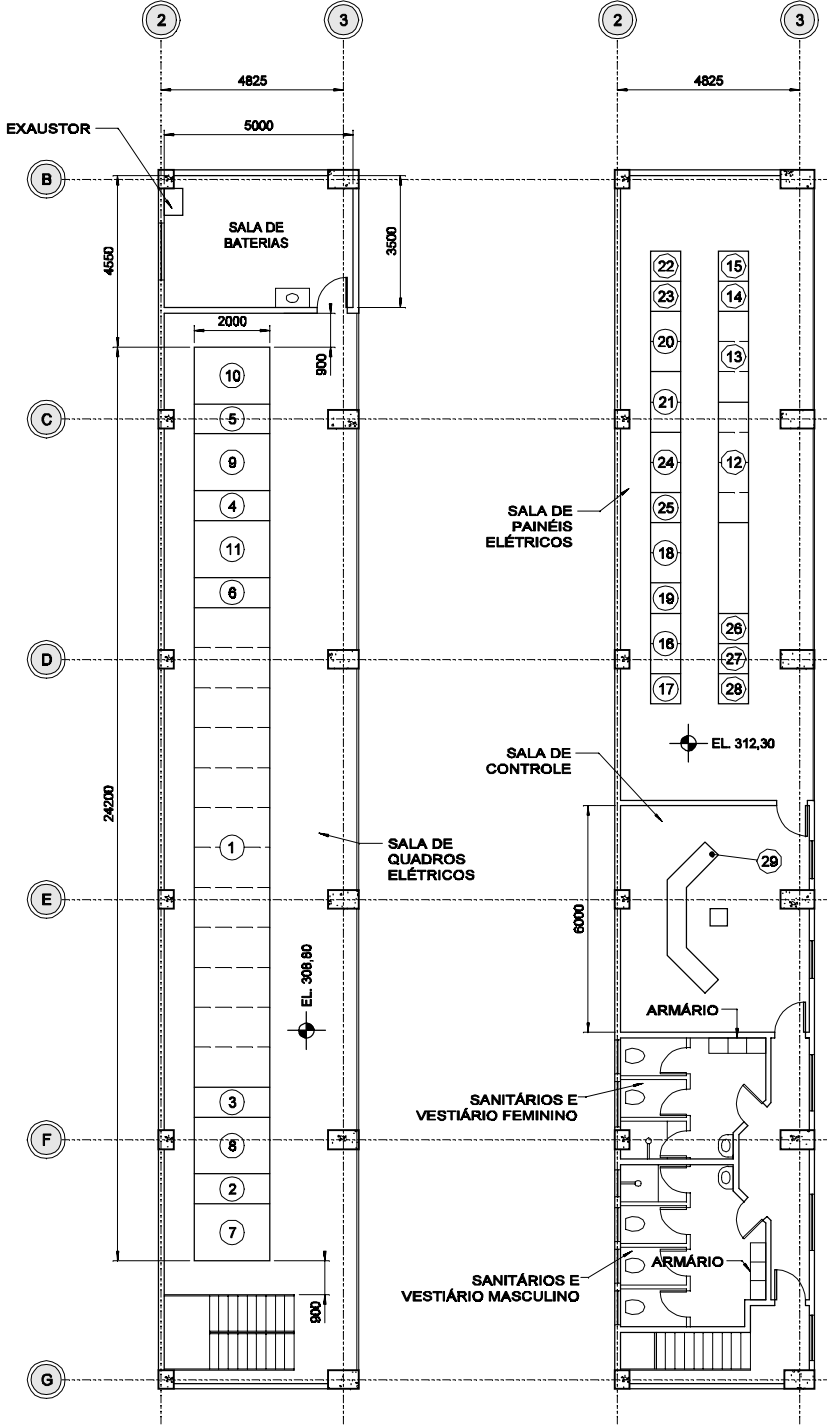 2
3
2
3
4825
4825
EXAUSTOR
5000
B
SALA DE
BATERIAS
4550
3500
2000
900
10
5
9
4
11
6
1
3
8
2
7
C
D
E
F
G
24200
SALA DE
QUADROS
ELÉTRICOS
EL. 308,80
900
22
23
20
21
24
25
18
19
16
17
15
14
13
12
26
27
28
SALA DE
PAINÉIS
ELÉTRICOS
EL. 312,30
SALA DE
CONTROLE
29
6000
ARMÁRIO
SANITÁRIOS E
VESTIÁRIO FEMININO
ARMÁRIO
SANITÁRIOS E
VESTIÁRIO MASCULINO